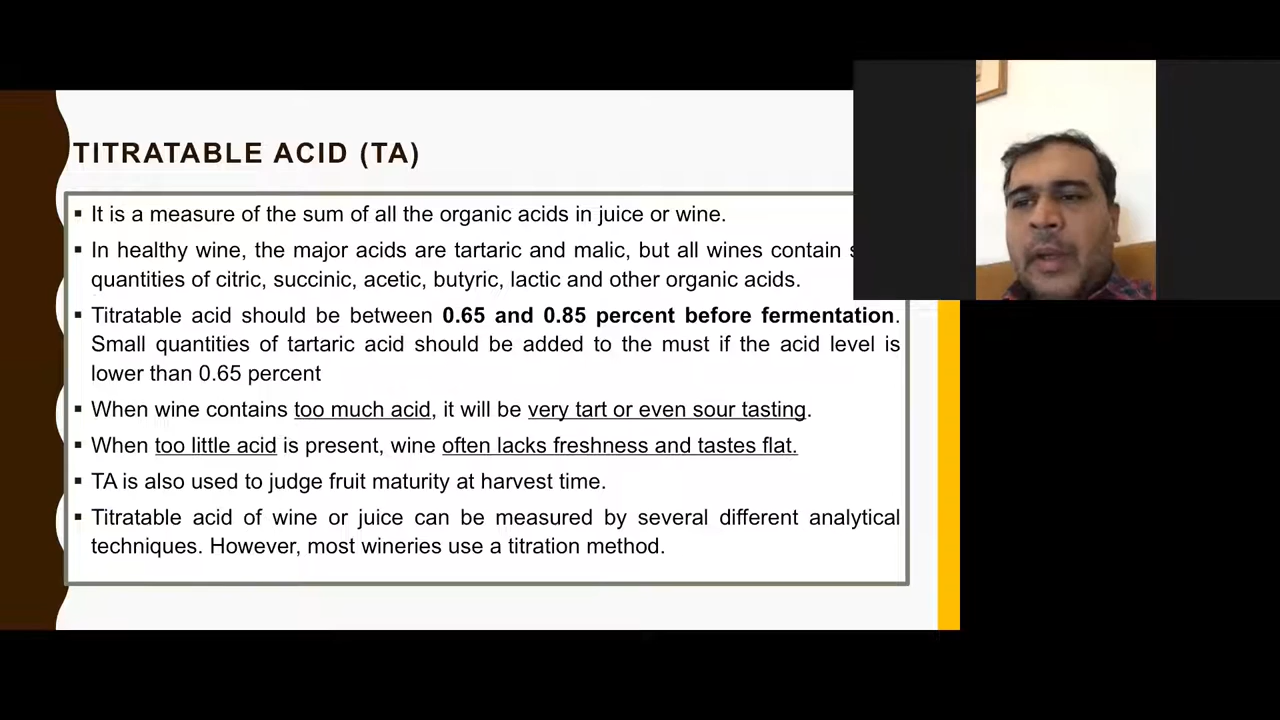 TITRATABLE ACID (TA)
▪ It is a measure of the sum of all the organic acids in juice or wine.
▪ In healthy wine, the major acids are tartaric and malic, but all wines contain
quantities of citric, succinic, acetic, butyric, lactic and other organic acids.
▪ Titratable acid should be between 0.65 and 0.85 percent before fermentation.
Small quantities of tartaric acid should be added to the must if the acid level is
lower than 0.65 percent
▪ When wine contains too much acid, it will be very tart or even sour tasting.
▪ When too little acid is present, wine often lacks freshness and tastes flat.
▪ TA is also used to judge fruit maturity at harvest time.
▪ Titratable acid of wine or juice can be measured by several different analytical
techniques. However, most wineries use a titration method.